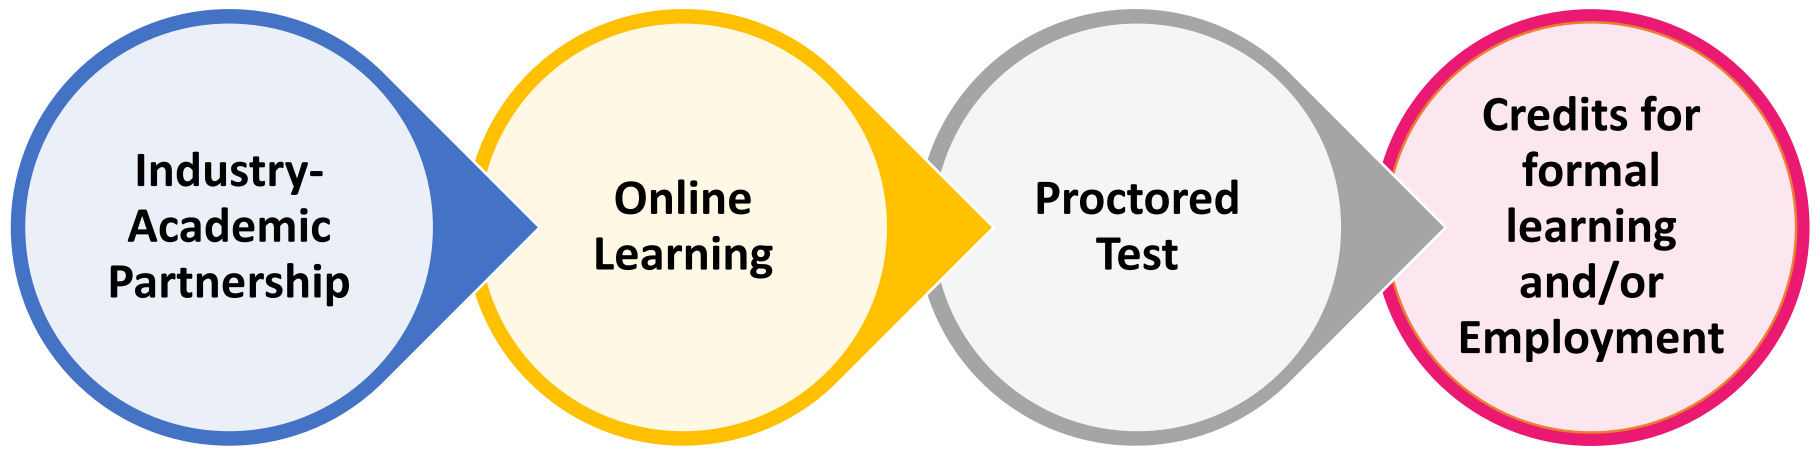 Industry-
Academic
Partnership
Online
Learning
Proctored
Test
Credits for
formal
learning
and/or
Employment